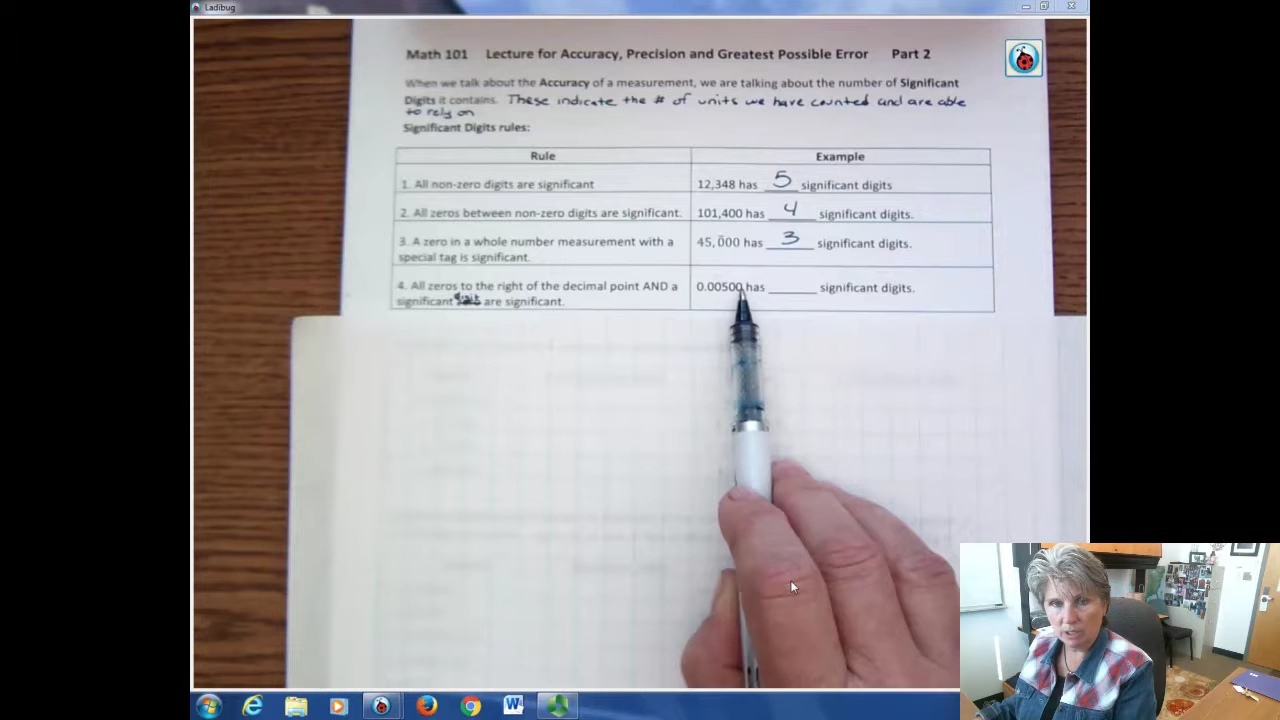 Ladibug
Math 101 Lecture for Accuracy, Precision and Greatest Possible Error Part 2
When we talk about the Accuracy of a measurement, we are talking about the number of Significant
Digits it contains. These indicate the # of units we have counted and are able
to rely on
Significant Digits rules:
Rule Example
1. All non-zero digits are significant 12,348 has 5 significant digits
2. All zeros between non-zero digits are significant. 101,400 has 4 significant digits.
3. A zero in a whole number measurement with a 45,0̅00 has 3 significant digits.
special tag is significant.
4. All zeros to the right of the decimal point AND a 0.00500 has ______ significant digits.
significant are significant.